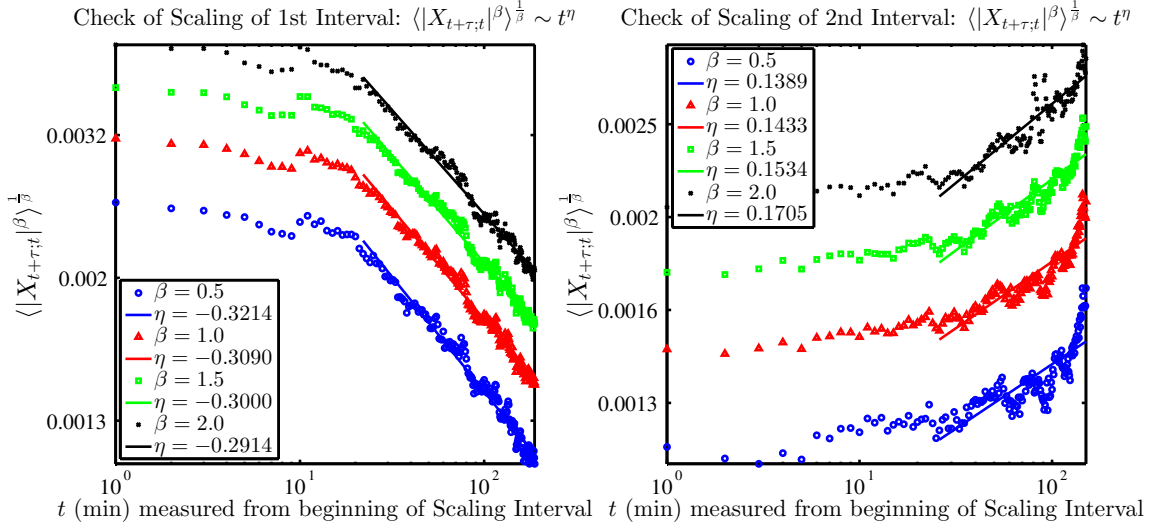 Check of Scaling of 1st Interval: ⟨|X_{t+τ;t}|^β⟩^{1/β} ∼ t^η
⟨|X_{t+τ;t}|^β⟩^{1/β}
0.0032
0.002
0.0013
β = 0.5
η = −0.3214
β = 1.0
η = −0.3090
β = 1.5
η = −0.3000
β = 2.0
η = −0.2914
10^0 10^1 10^2
t (min) measured from beginning of Scaling Interval
Check of Scaling of 2nd Interval: ⟨|X_{t+τ;t}|^β⟩^{1/β} ∼ t^η
⟨|X_{t+τ;t}|^β⟩^{1/β}
0.0025
0.002
0.0016
0.0013
β = 0.5
η = 0.1389
β = 1.0
η = 0.1433
β = 1.5
η = 0.1534
β = 2.0
η = 0.1705
10^0 10^1 10^2
t (min) measured from beginning of Scaling Interval